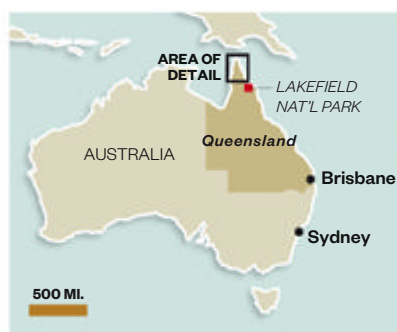 AREA OF
DETAIL
LAKEFIELD
NAT'L PARK
Queensland
AUSTRALIA
Brisbane
Sydney
500 MI.